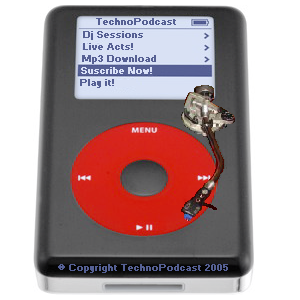 TechnoPodcast
Dj Sessions >
Live Acts! >
Mp3 Download >
Suscribe Now!
Play it!
MENU
© Copyright TechnoPodcast 2005